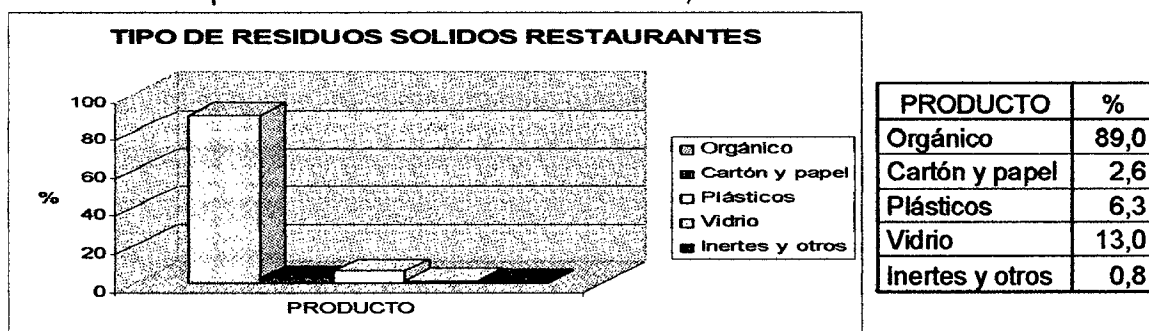 TIPO DE RESIDUOS SOLIDOS RESTAURANTES
100
80
60
40
20
0
%
PRODUCTO
Orgánico
Cartón y papel
Plásticos
Vidrio
Inertes y otros
PRODUCTO %
Orgánico 89,0
Cartón y papel 2,6
Plásticos 6,3
Vidrio 13,0
Inertes y otros 0,8